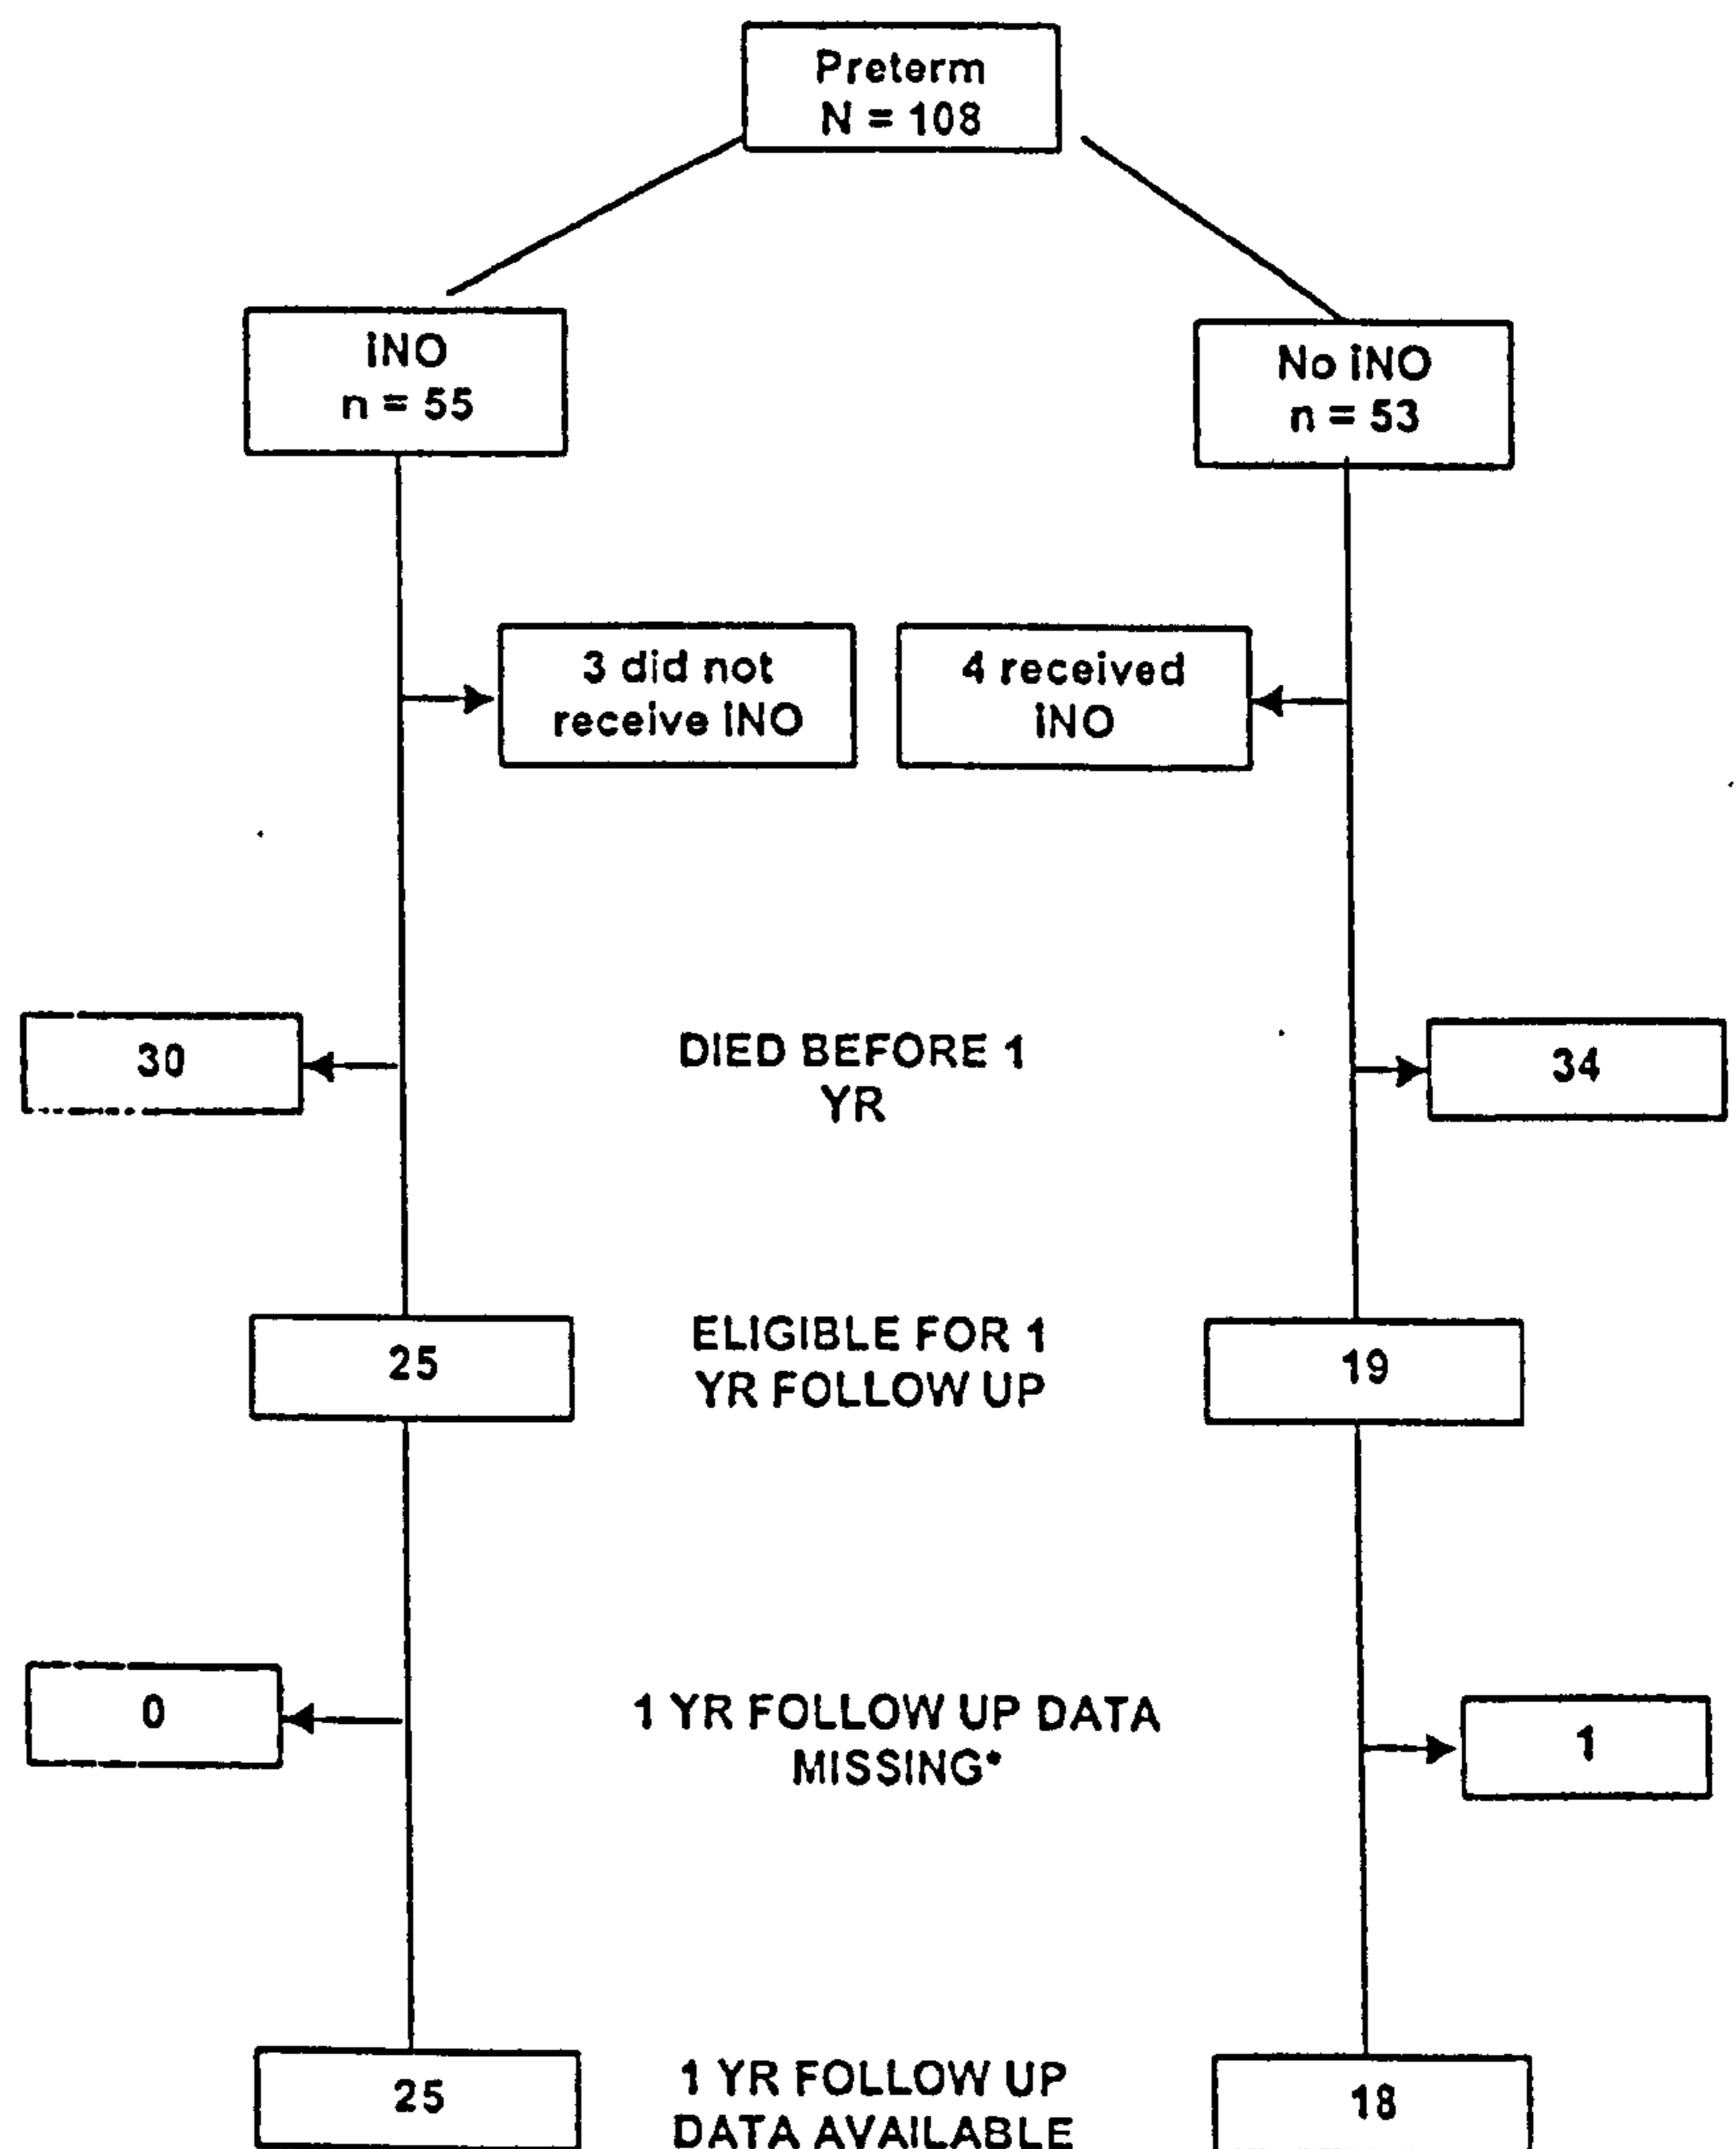 Preterm
N = 108
iNO
n = 55
No iNO
n = 53
3 did not
receive iNO
4 received
iNO
30
DIED BEFORE 1
YR
34
25
ELIGIBLE FOR 1
YR FOLLOW UP
19
0
1 YR FOLLOW UP DATA
MISSING*
1
25
1 YR FOLLOW UP
DATA AVAILABLE
18